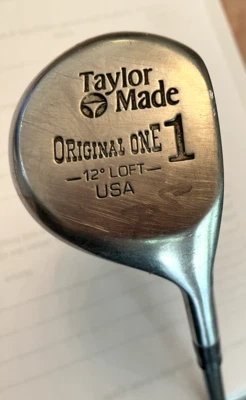 Taylor
Made
ORIGINAL ONE 1
12° LOFT
USA